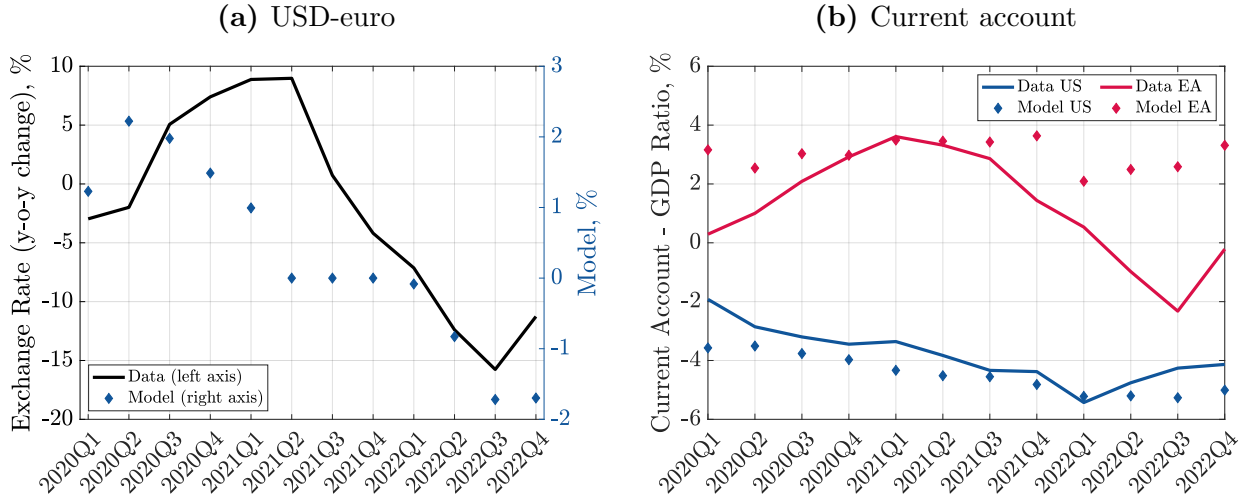 (a) USD-euro
Exchange Rate (y-o-y change), %
10
5
0
-5
-10
-15
-20
3
2
1
0
-1
-2
Model, %
Data (left axis)
Model (right axis)
2020Q1
2020Q2
2020Q3
2020Q4
2021Q1
2021Q2
2021Q3
2021Q4
2022Q1
2022Q2
2022Q3
2022Q4
(b) Current account
Current Account - GDP Ratio, %
6
4
2
0
-2
-4
-6
Data US
Data EA
Model US
Model EA
2020Q1
2020Q2
2020Q3
2020Q4
2021Q1
2021Q2
2021Q3
2021Q4
2022Q1
2022Q2
2022Q3
2022Q4